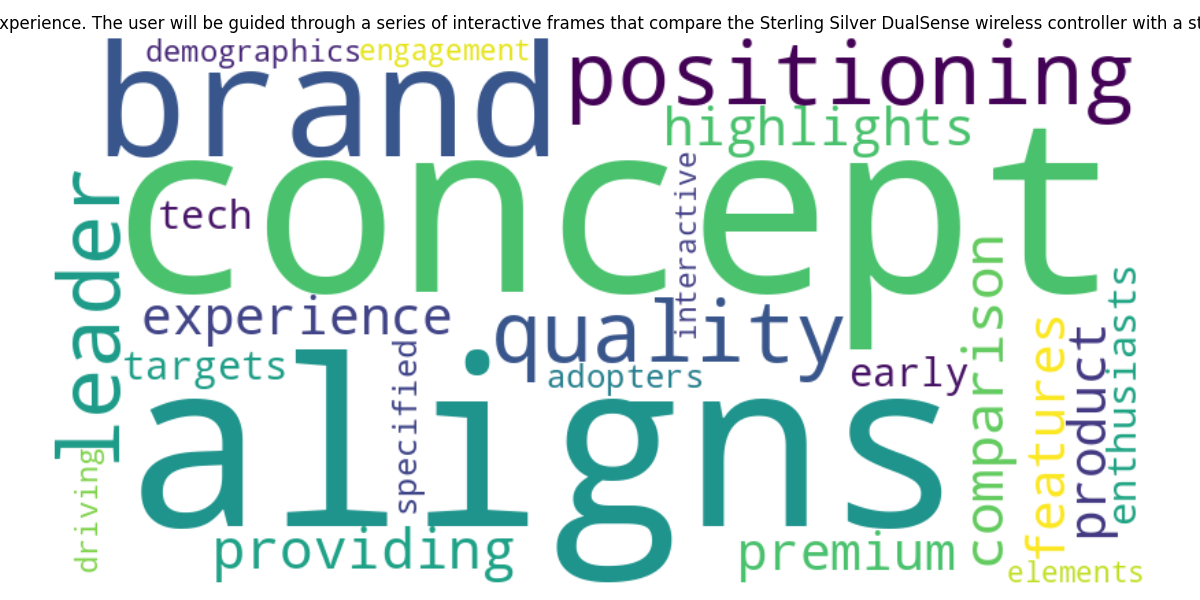 xperience. The user will be guided through a series of interactive frames that compare the Sterling Silver DualSense wireless controller with a st
demographics
engagement
brand
positioning
highlights
concept
tech
leader
interactive
experience
quality
targets
adopters
early
specified
aligns
comparison
features
product
enthusiasts
driving
providing
premium
elements